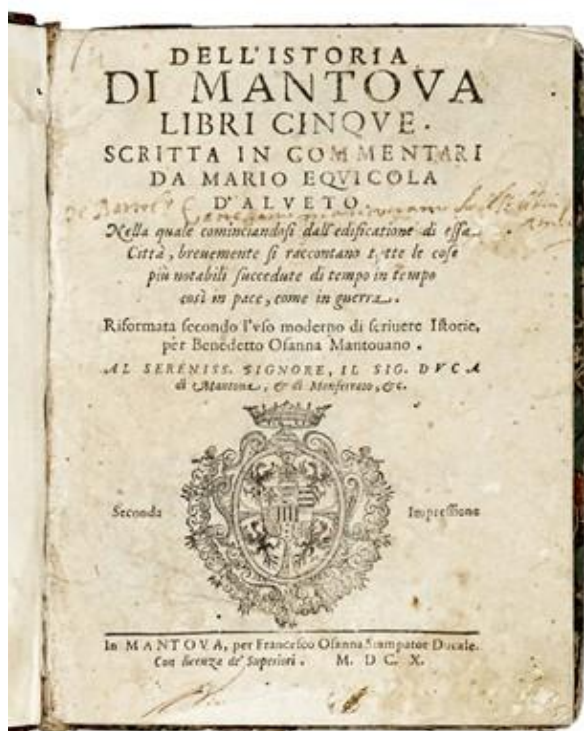 DELL'ISTORIA
DI MANTOVA
LIBRI CINQVE.
SCRITTA IN COMMENTARI
DA MARIO EQVICOLA
D'ALVETO.
Nella quale cominciandosi dall'edificatione di essa
Città, breuemente si raccontano tutte le cose
più notabili succedute di tempo in tempo
così in pace, come in guerra.
Riformata secondo l'vso moderno di scriuere Istorie,
per Benedetto Osanna Mantouano.
AL SERENISS. SIGNORE, IL SIG. DVCA
di Mantoua, & di Monferrato, &c.
Seconda Impressione
In MANTOVA, per Francesco Osanna Stampator Ducale.
Con licenza de' Superiori. M. D C. X.